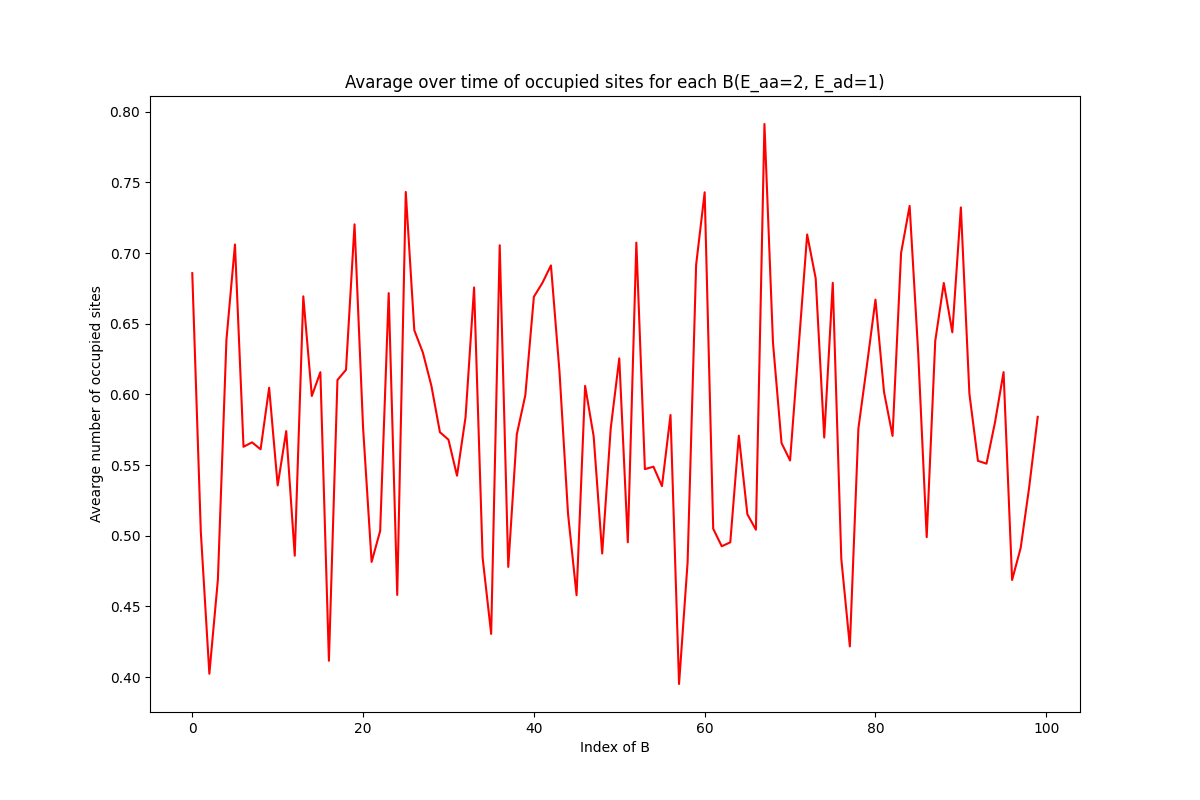 Avarage over time of occupied sites for each B(E_aa=2, E_ad=1)
0.80
0.75
0.70
0.65
0.60
0.55
0.50
0.45
0.40
Avearge number of occupied sites
0 20 40 60 80 100
Index of B